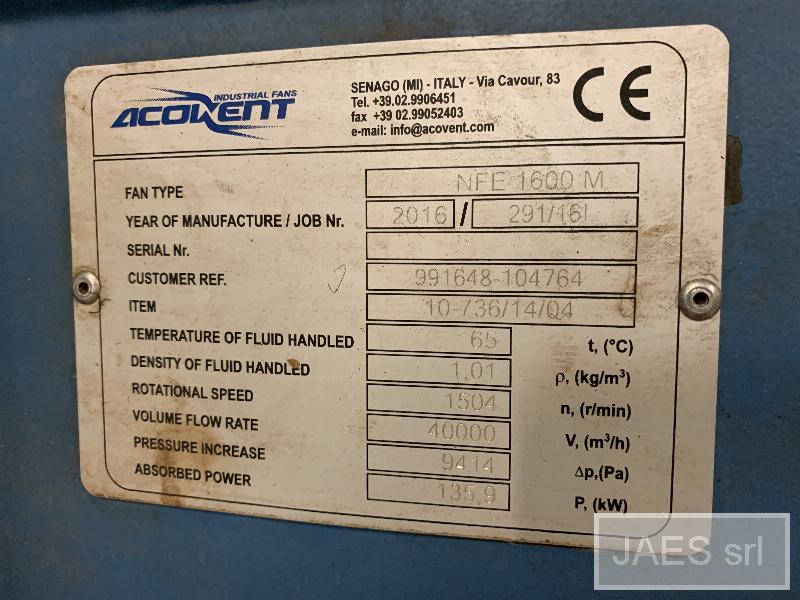 INDUSTRIAL FANS
ACOVENT
SENAGO (MI) - ITALY - Via Cavour, 83
Tel. +39.02.9906451
fax +39 02.99052403
e-mail: info@acovent.com
CE
FAN TYPE NFE 1600 M
YEAR OF MANUFACTURE / JOB Nr. 2016 / 291/16I
SERIAL Nr.
CUSTOMER REF. 991648-104764
ITEM 10-736/14/04
TEMPERATURE OF FLUID HANDLED 65 t, (°C)
DENSITY OF FLUID HANDLED 1,01 ρ, (kg/m³)
ROTATIONAL SPEED 1504 n, (r/min)
VOLUME FLOW RATE 40000 V, (m³/h)
PRESSURE INCREASE 9414 Δp,(Pa)
ABSORBED POWER 135,9 P, (kW)
JAES srl